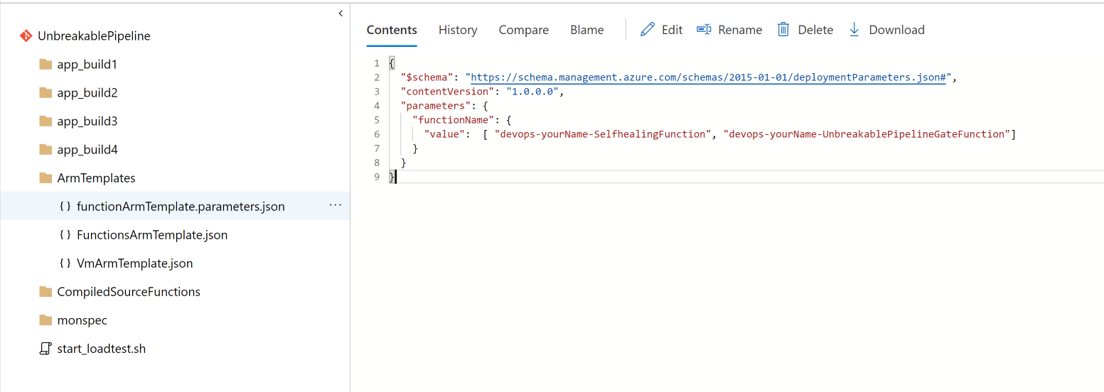 UnbreakablePipeline
app_build1
app_build2
app_build3
app_build4
ArmTemplates
{ } functionArmTemplate.parameters.json ...
{ } FunctionsArmTemplate.json
{ } VmArmTemplate.json
CompiledSourceFunctions
monspec
start_loadtest.sh
Contents History Compare Blame Edit Rename Delete Download
1 {
2 "$schema": "https://schema.management.azure.com/schemas/2015-01-01/deploymentParameters.json#",
3 "contentVersion": "1.0.0.0",
4 "parameters": {
5 "functionName": {
6 "value":  [ "devops-yourName-SelfhealingFunction", "devops-yourName-UnbreakablePipelineGateFunction"]
7 }
8 }
9 }